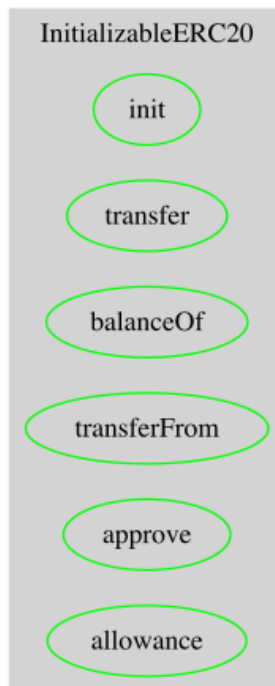 InitializableERC20
init
transfer
balanceOf
transferFrom
approve
allowance